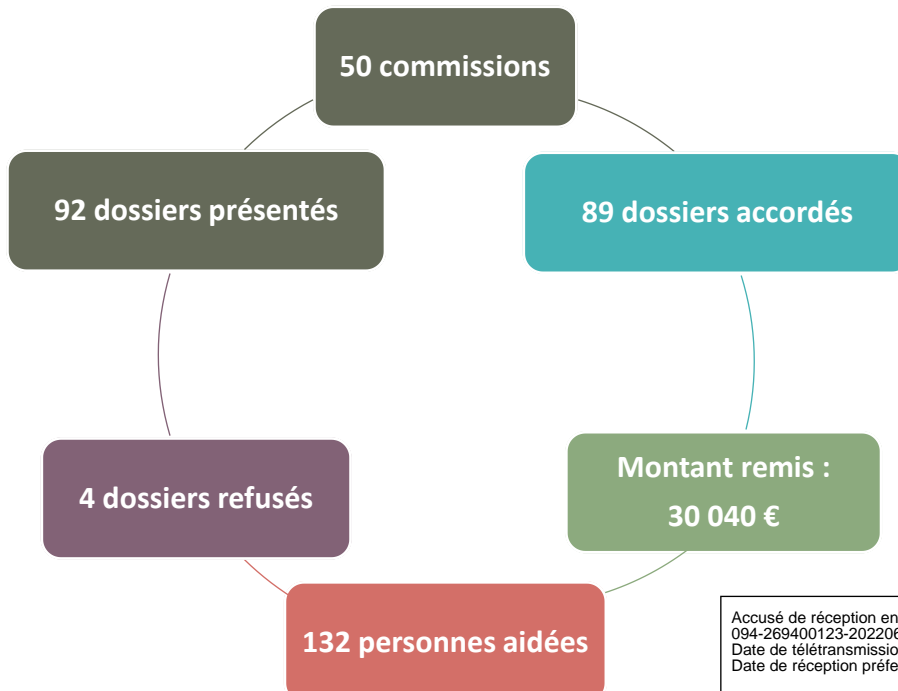 50 commissions
92 dossiers présentés
89 dossiers accordés
4 dossiers refusés
Montant remis :
30 040 €
132 personnes aidées
Accusé de réception en
094-269400123-202206
Date de télétransmissio
Date de réception préfe